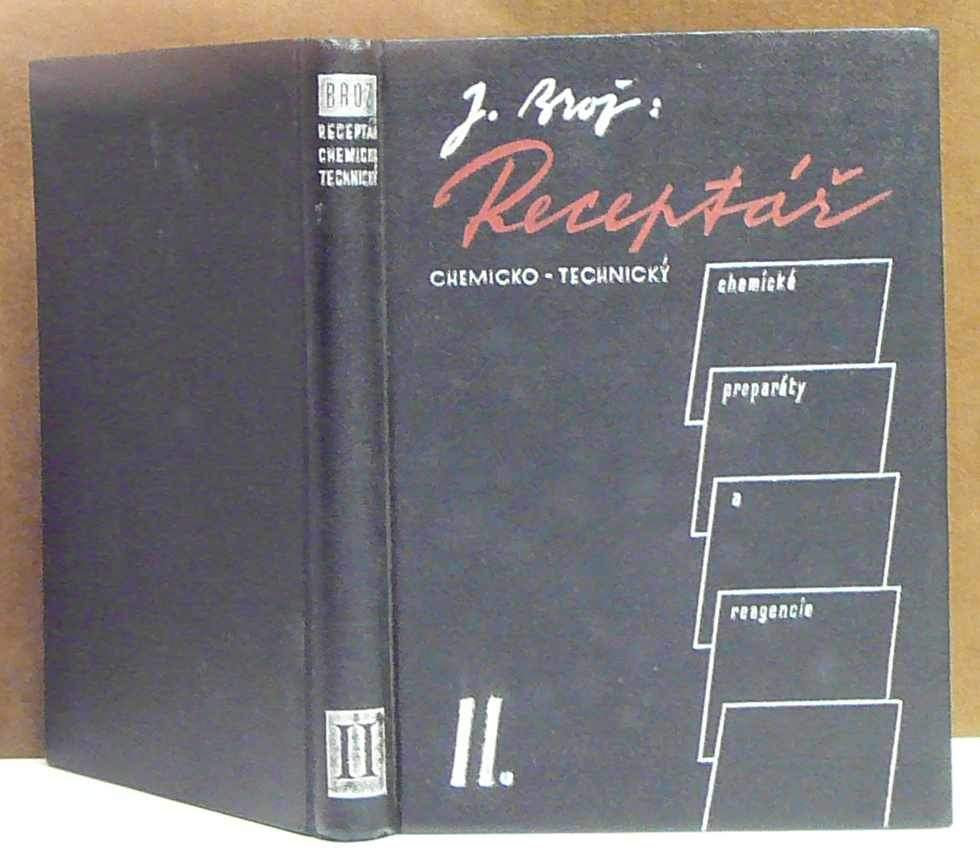 BROŽ
RECEPTÁŘ
CHEMICKO
TECHNICKÝ
II
J. Brož:
Receptář
CHEMICKO - TECHNICKÝ
chemické
preparáty
a
reagencie
II.